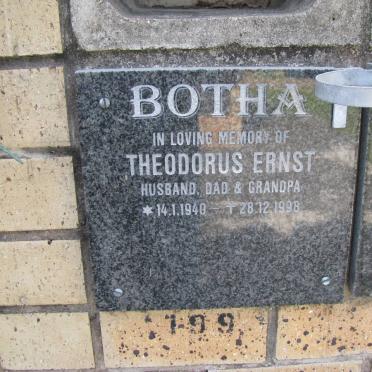 BOTHA
IN LOVING MEMORY OF
THEODORUS ERNST
HUSBAND, DAD & GRANDPA
* 14.1.1940 — † 28.12.1998
199